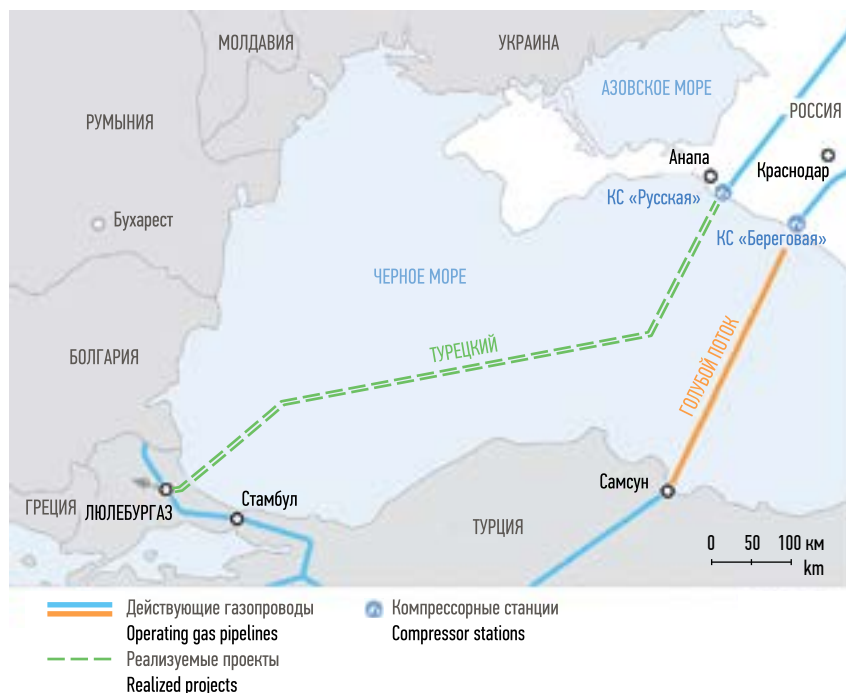 МОЛДАВИЯ
УКРАИНА
АЗОВСКОЕ МОРЕ
РУМЫНИЯ
РОССИЯ
Анапа
Краснодар
КС «Русская»
Бухарест
КС «Береговая»
ЧЕРНОЕ МОРЕ
БОЛГАРИЯ
ТУРЕЦКИЙ
ГОЛУБОЙ ПОТОК
Самсун
Стамбул
ГРЕЦИЯ
ЛЮЛЕБУРГАЗ
ТУРЦИЯ
0 50 100 км
km
Действующие газопроводы
Operating gas pipelines
Реализуемые проекты
Realized projects
Компрессорные станции
Compressor stations